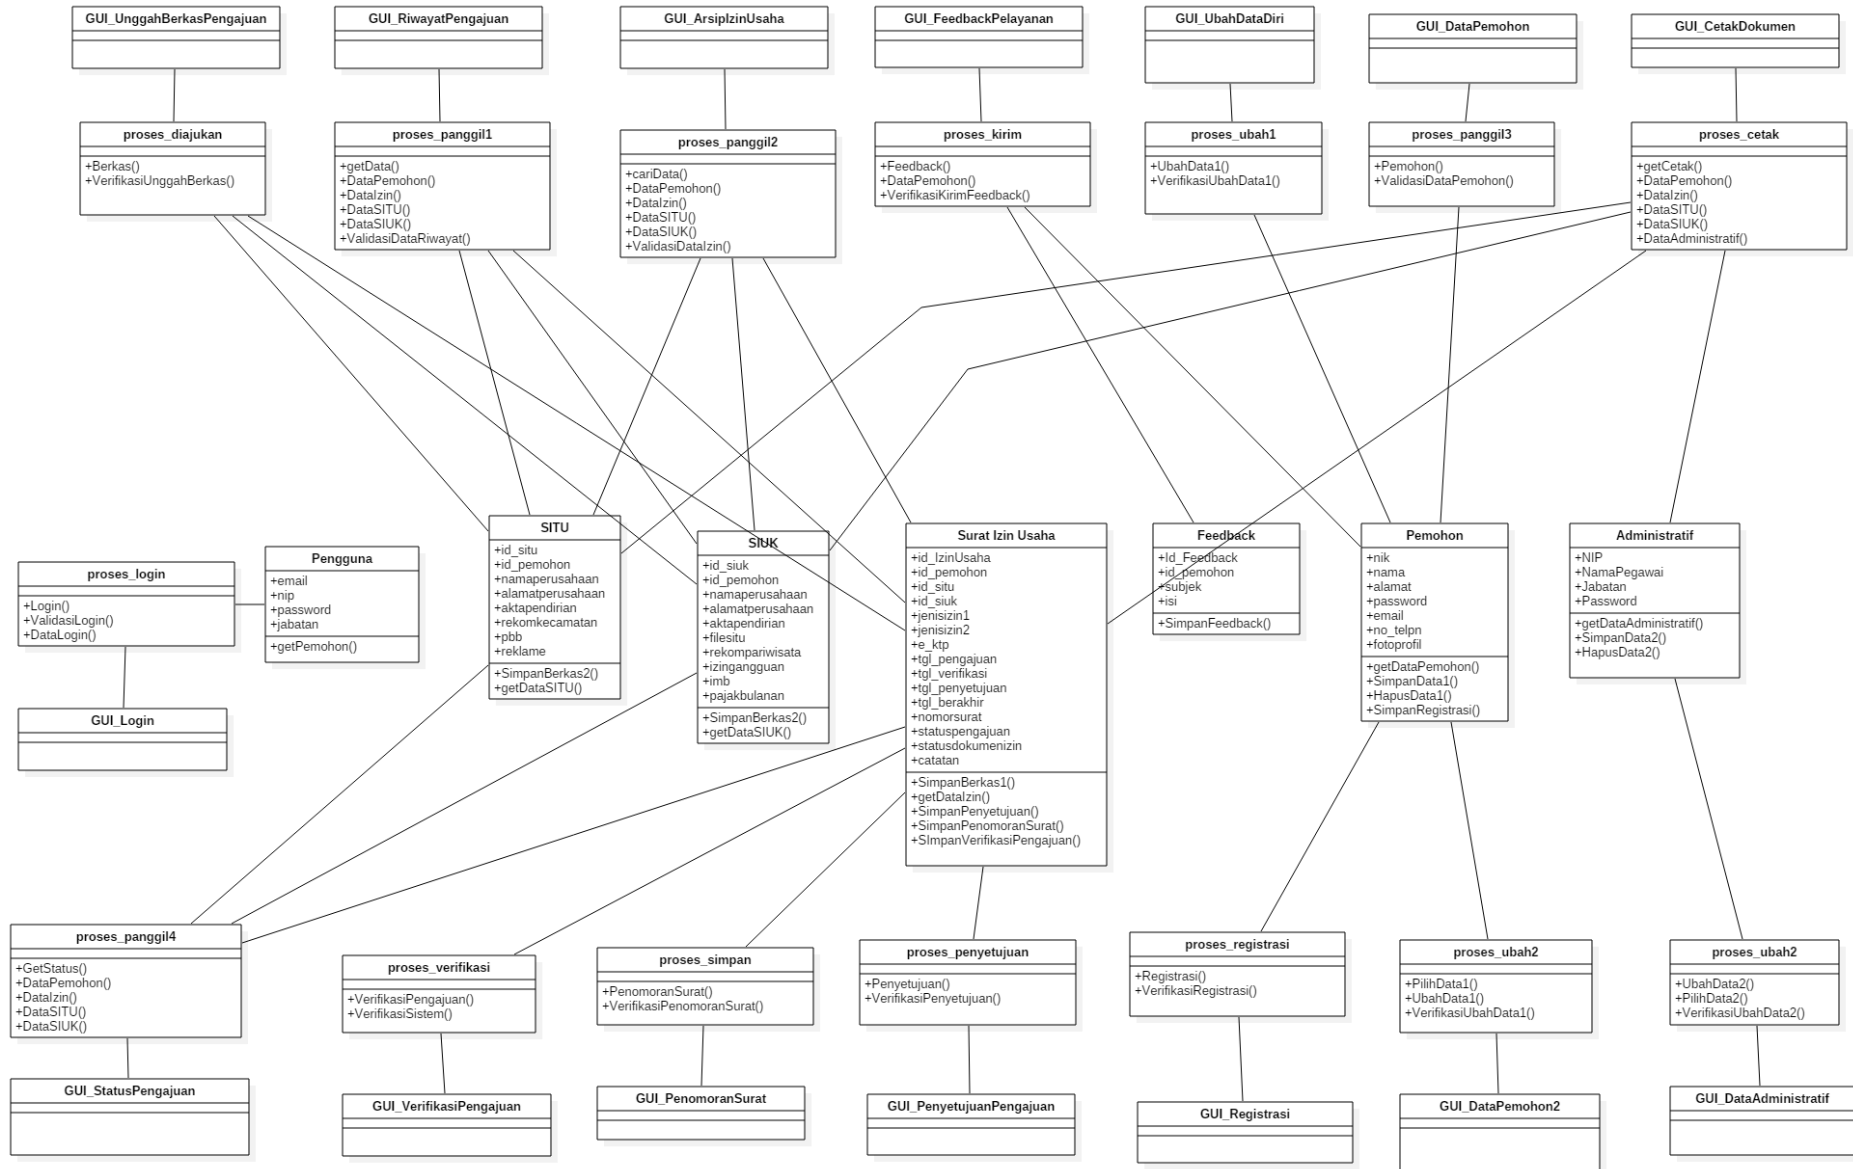 GUI_UnggahBerkasPengajuan
GUI_RiwayatPengajuan
GUI_ArsipIzinUsaha
GUI_FeedbackPelayanan
GUI_UbahDataDiri
GUI_DataPemohon
GUI_CetakDokumen
proses_diajukan
+Berkas()
+VerifikasiUnggahBerkas()
proses_panggil1
+getData()
+DataPemohon()
+DataIzin()
+DataSITU()
+DataSIUK()
+ValidasiDataRiwayat()
proses_panggil2
+cariData()
+DataPemohon()
+DataIzin()
+DataSITU()
+DataSIUK()
+ValidasiDataIzin()
proses_kirim
+Feedback()
+DataPemohon()
+VerifikasiKirimFeedback()
proses_ubah1
+UbahData1()
+VerifikasiUbahData1()
proses_panggil3
+Pemohon()
+ValidasiDataPemohon()
proses_cetak
+getCetak()
+DataPemohon()
+DataIzin()
+DataSITU()
+DataSIUK()
+DataAdministratif()
proses_login
+Login()
+ValidasiLogin()
+DataLogin()
Pengguna
+email
+nip
+password
+jabatan
+getPemohon()
GUI_Login
SITU
+id_situ
+id_pemohon
+namaperusahaan
+alamatperusahaan
+aktapendirian
+rekomkecamatan
+pbb
+reklame
+SimpanBerkas2()
+getDataSITU()
SIUK
+id_siuk
+id_pemohon
+namaperusahaan
+alamatperusahaan
+aktapendirian
+filesitu
+rekompariwisata
+izingangguan
+imb
+pajakbulanan
+SimpanBerkas2()
+getDataSIUK()
Surat Izin Usaha
+id_IzinUsaha
+id_pemohon
+id_situ
+id_siuk
+jenisizin1
+jenisizin2
+e_ktp
+tgl_pengajuan
+tgl_verifikasi
+tgl_penyetujuan
+tgl_berakhir
+nomorsurat
+statuspengajuan
+statusdokumenizin
+catatan
+SimpanBerkas1()
+getDataIzin()
+SimpanPenyetujuan()
+SimpanPenomoranSurat()
+SImpanVerifikasiPengajuan()
Feedback
+Id_Feedback
+id_pemohon
+subjek
+isi
+SimpanFeedback()
Pemohon
+nik
+nama
+alamat
+password
+email
+no_telpn
+fotoprofil
+getDataPemohon()
+SimpanData1()
+HapusData1()
+SimpanRegistrasi()
Administratif
+NIP
+NamaPegawai
+Jabatan
+Password
+getDataAdministratif()
+SimpanData2()
+HapusData2()
proses_panggil4
+GetStatus()
+DataPemohon()
+DataIzin()
+DataSITU()
+DataSIUK()
proses_verifikasi
+VerifikasiPengajuan()
+VerifikasiSistem()
proses_simpan
+PenomoranSurat()
+VerifikasiPenomoranSurat()
proses_penyetujuan
+Penyetujuan()
+VerifikasiPenyetujuan()
proses_registrasi
+Registrasi()
+VerifikasiRegistrasi()
proses_ubah2
+PilihData1()
+UbahData1()
+VerifikasiUbahData1()
proses_ubah2
+UbahData2()
+PilihData2()
+VerifikasiUbahData2()
GUI_StatusPengajuan
GUI_VerifikasiPengajuan
GUI_PenomoranSurat
GUI_PenyetujuanPengajuan
GUI_Registrasi
GUI_DataPemohon2
GUI_DataAdministratif